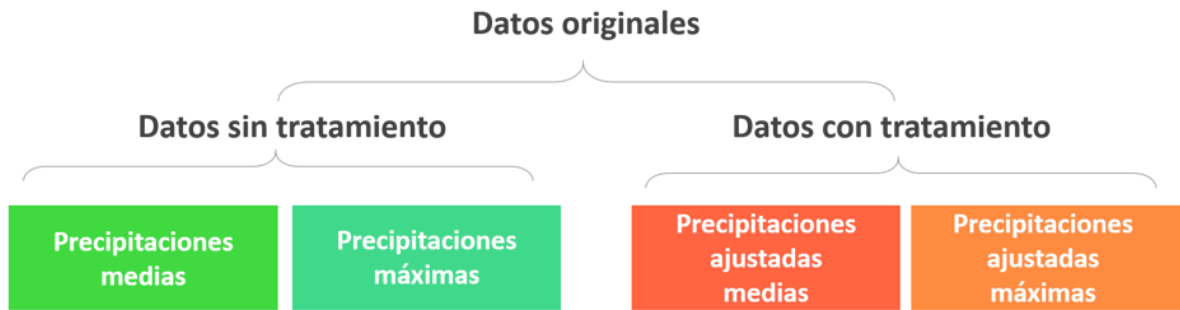 Datos originales
Datos sin tratamiento
Datos con tratamiento
Precipitaciones
medias
Precipitaciones
máximas
Precipitaciones
ajustadas
medias
Precipitaciones
ajustadas
máximas